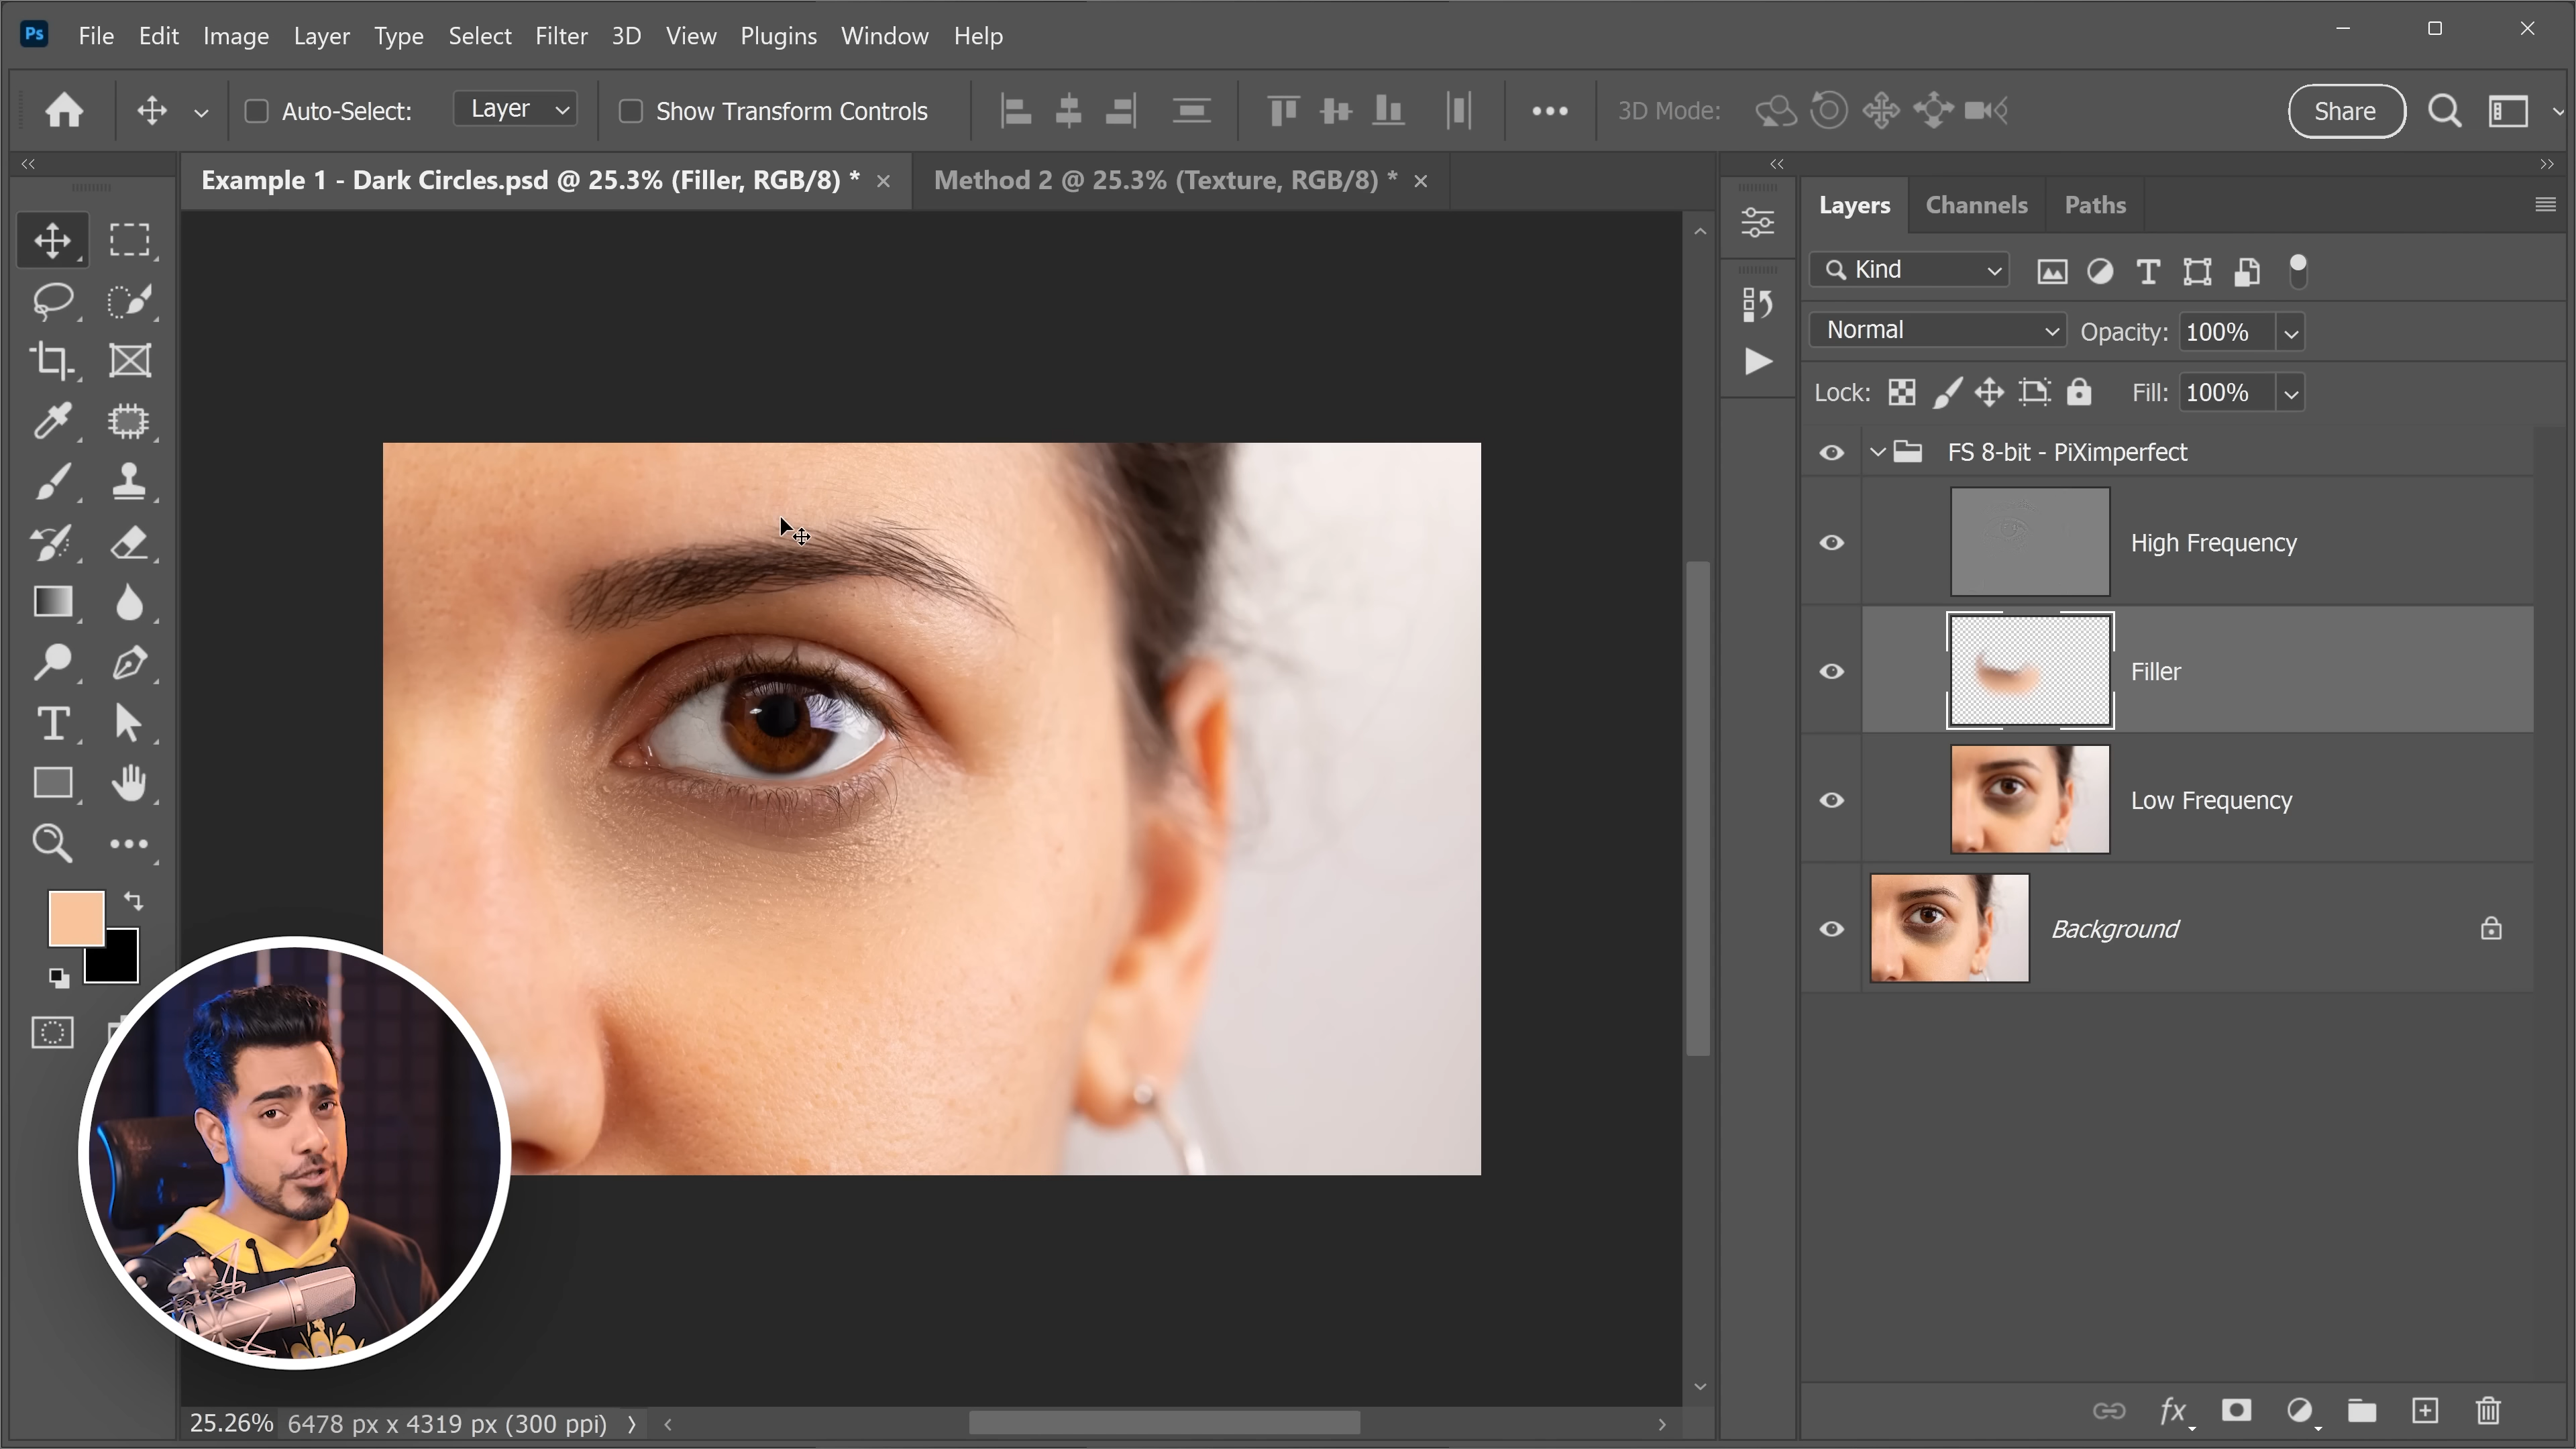 Ps File Edit Image Layer Type Select Filter 3D View Plugins Window Help
Auto-Select: Layer Show Transform Controls 3D Mode: Share
Example 1 - Dark Circles.psd @ 25.3% (Filler, RGB/8) * Method 2 @ 25.3% (Texture, RGB/8) *
Layers Channels Paths
Kind
Normal Opacity: 100%
Lock: Fill: 100%
FS 8-bit - PiXimperfect
High Frequency
Filler
Low Frequency
Background
25.26% 6478 px x 4319 px (300 ppi)